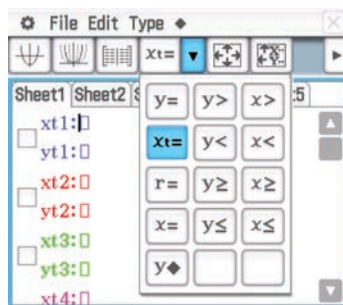 File Edit Type ◆
xt=
Sheet1 Sheet2 S :5
y= y> x>
xt= y< x<
r= y≥ x≥
x= y≤ x≤
y◆
xt1:
yt1:
xt2:
yt2:
xt3:
yt3:
xt4: